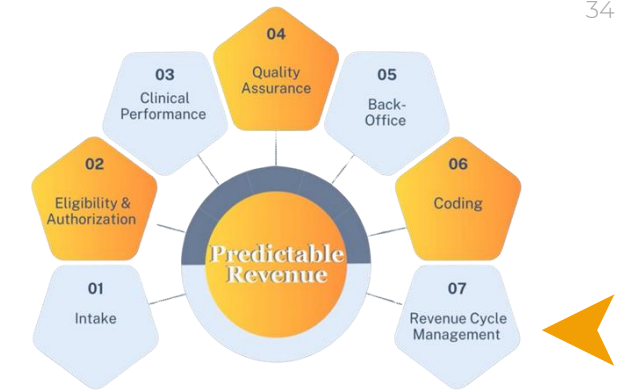 34
04
Quality
Assurance
03
Clinical
Performance
05
Back-
Office
02
Eligibility &
Authorization
06
Coding
Predictable
Revenue
01
Intake
07
Revenue Cycle
Management